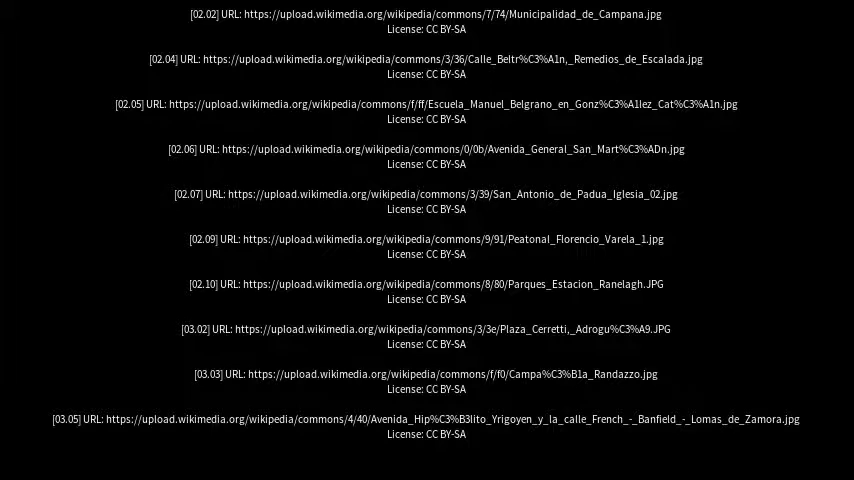 [02.02] URL: https://upload.wikimedia.org/wikipedia/commons/7/74/Municipalidad_de_Campana.jpg
License: CC BY-SA
[02.04] URL: https://upload.wikimedia.org/wikipedia/commons/3/36/Calle_Beltr%C3%A1n,_Remedios_de_Escalada.jpg
License: CC BY-SA
[02.05] URL: https://upload.wikimedia.org/wikipedia/commons/f/ff/Escuela_Manuel_Belgrano_en_Gonz%C3%A1lez_Cat%C3%A1n.jpg
License: CC BY-SA
[02.06] URL: https://upload.wikimedia.org/wikipedia/commons/0/0b/Avenida_General_San_Mart%C3%ADn.jpg
License: CC BY-SA
[02.07] URL: https://upload.wikimedia.org/wikipedia/commons/3/39/San_Antonio_de_Padua_Iglesia_02.jpg
License: CC BY-SA
[02.09] URL: https://upload.wikimedia.org/wikipedia/commons/9/91/Peatonal_Florencio_Varela_1.jpg
License: CC BY-SA
[02.10] URL: https://upload.wikimedia.org/wikipedia/commons/8/80/Parques_Estacion_Ranelagh.JPG
License: CC BY-SA
[03.02] URL: https://upload.wikimedia.org/wikipedia/commons/3/3e/Plaza_Cerretti,_Adrogu%C3%A9.JPG
License: CC BY-SA
[03.03] URL: https://upload.wikimedia.org/wikipedia/commons/f/f0/Campa%C3%B1a_Randazzo.jpg
License: CC BY-SA
[03.05] URL: https://upload.wikimedia.org/wikipedia/commons/4/40/Avenida_Hip%C3%B3lito_Yrigoyen_y_la_calle_French_-_Banfield_-_Lomas_de_Zamora.jpg
License: CC BY-SA